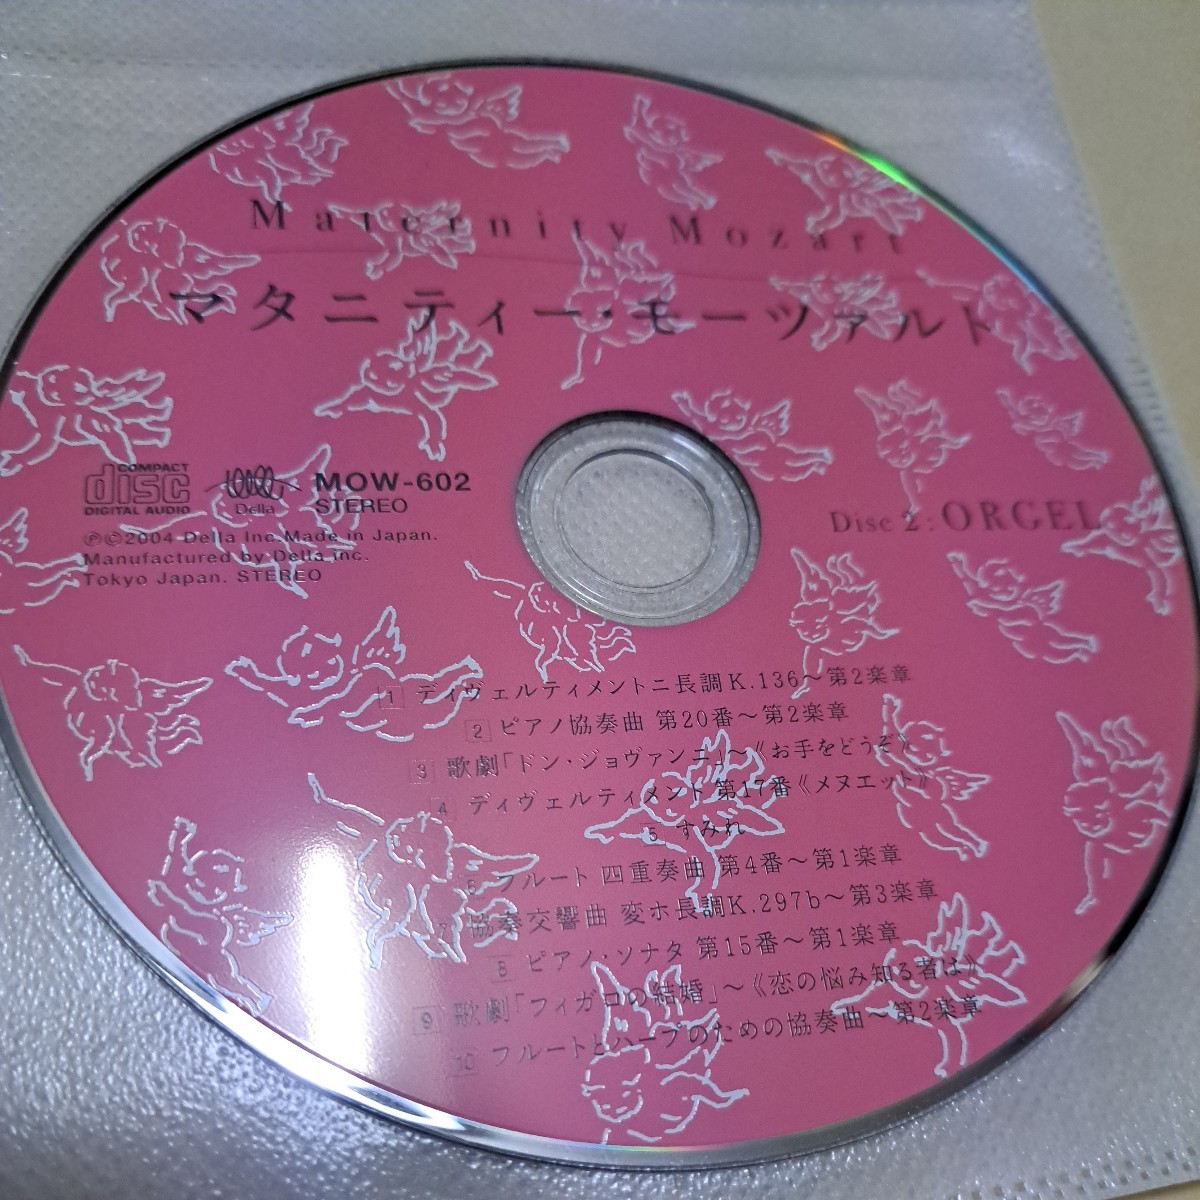 Maternity Mozart
マタニティー・モーツァルト
COMPACT
disc
DIGITAL AUDIO
Della
MOW-602
STEREO
Disc 2: ORGEL
ⓅⒸ2004 Della Inc.Made in Japan.
Manufactured by Della Inc.
Tokyo Japan. STEREO
1 ディヴェルティメントニ長調K.136～第2楽章
2 ピアノ協奏曲 第20番～第2楽章
3 歌劇「ドン・ジョヴァンニ」～《お手をどうぞ》
4 ディヴェルティメント 第17番《メヌエット》
5 すみれ
6 フルート 四重奏曲 第4番～第1楽章
7 協奏交響曲 変ホ長調K.297b～第3楽章
8 ピアノ・ソナタ 第15番～第1楽章
9 歌劇「フィガロの結婚」～《恋の悩み知る者は》
10 フルートとハープのための協奏曲～第2楽章